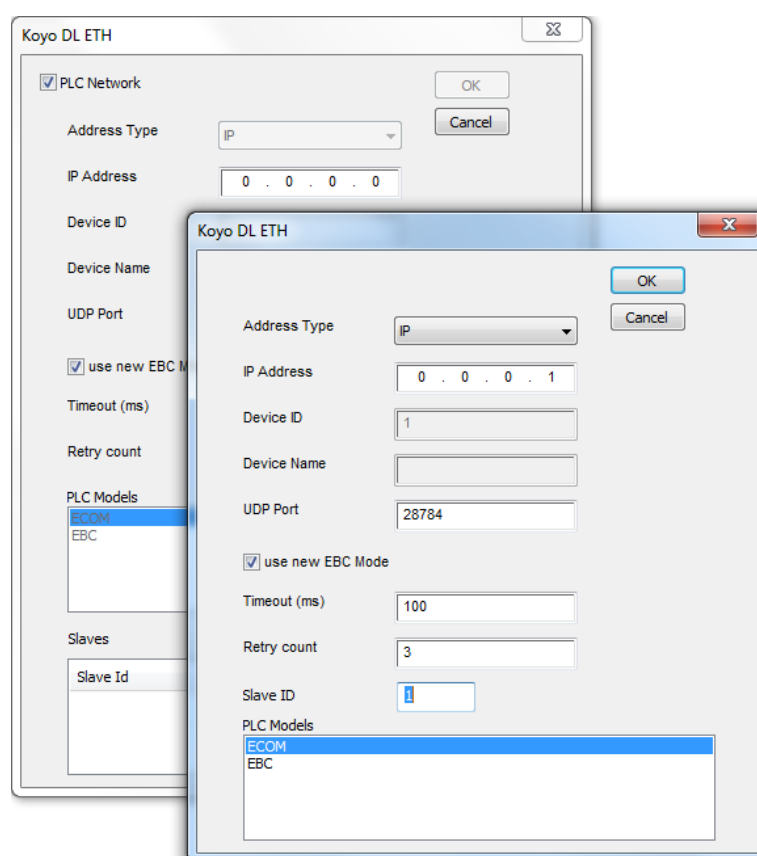 Koyo DL ETH
PLC Network
OK
Address Type
IP
Cancel
IP Address
0 . 0 . 0 . 0
Device ID
Device Name
UDP Port
use new EBC M
Timeout (ms)
Retry count
PLC Models
ECOM
EBC
Slaves
Slave Id
Koyo DL ETH
OK
Address Type
IP
Cancel
IP Address
0 . 0 . 0 . 1
Device ID
1
Device Name
UDP Port
28784
use new EBC Mode
Timeout (ms)
100
Retry count
3
Slave ID
1
PLC Models
ECOM
EBC